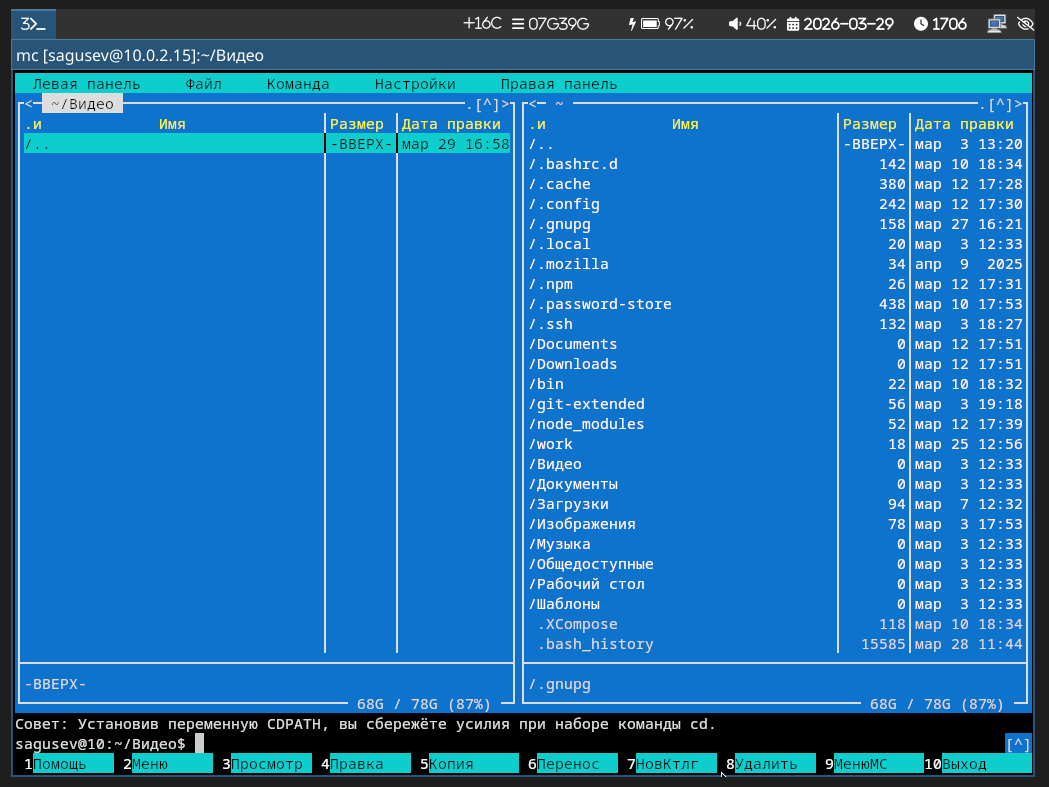 3 +16C 07G39G 97% 40% 2026-03-29 1706
mc [sagusev@10.0.2.15]:~/Видео
Левая панель Файл Команда Настройки Правая панель
<─ ~/Видео .[^]> <─ ~ .[^]>
.и Имя Размер Дата правки .и Имя Размер Дата правки
/.. -ВВЕРХ- мар 29 16:58 /.. -ВВЕРХ- мар 3 13:20
/.bashrc.d 142 мар 10 18:34
/.cache 380 мар 12 17:28
/.config 242 мар 12 17:30
/.gnupg 158 мар 27 16:21
/.local 20 мар 3 12:33
/.mozilla 34 апр 9 2025
/.npm 26 мар 12 17:31
/.password-store 438 мар 10 17:53
/.ssh 132 мар 3 18:27
/Documents 0 мар 12 17:51
/Downloads 0 мар 12 17:51
/bin 22 мар 10 18:32
/git-extended 56 мар 3 19:18
/node_modules 52 мар 12 17:39
/work 18 мар 25 12:56
/Видео 0 мар 3 12:33
/Документы 0 мар 3 12:33
/Загрузки 94 мар 7 12:32
/Изображения 78 мар 3 17:53
/Музыка 0 мар 3 12:33
/Общедоступные 0 мар 3 12:33
/Рабочий стол 0 мар 3 12:33
/Шаблоны 0 мар 3 12:33
.XCompose 118 мар 10 18:34
.bash_history 15585 мар 28 11:44
-ВВЕРХ- /.gnupg
68G / 78G (87%) 68G / 78G (87%)
Совет: Установив переменную CDPATH, вы сбережёте усилия при наборе команды cd.
sagusev@10:~/Видео$ [^]
1Помощь 2Меню 3Просмотр 4Правка 5Копия 6Перенос 7НовКтлг 8Удалить 9МенюМС 10Выход